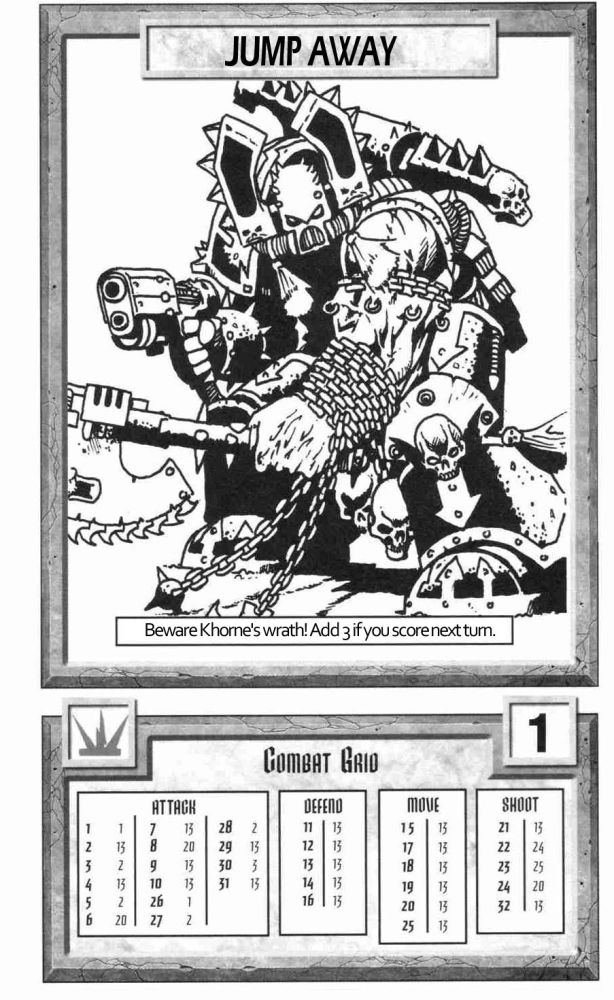 JUMP AWAY
Beware Khorne's wrath! Add 3 if you score next turn.
1
COMBAT GRID
ATTACK
1 1 7 13 28 2
2 13 8 20 29 13
3 2 9 13 30 3
4 13 10 13 31 13
5 2 26 1
6 20 27 2
DEFEND
11 13
12 13
13 13
14 13
16 13
MOVE
15 13
17 13
18 13
19 13
20 13
25 13
SHOOT
21 13
22 24
23 25
24 20
32 13